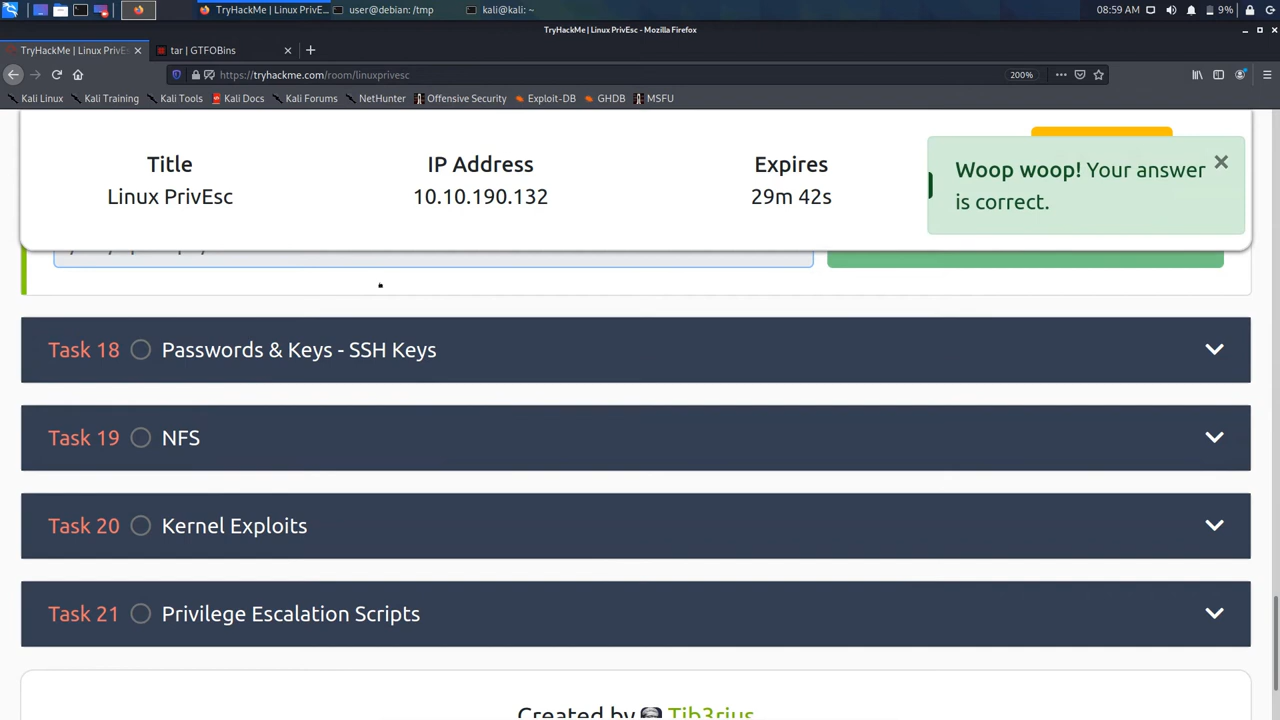 TryHackMe | Linux PrivE...
user@debian: /tmp
kali@kali: ~
08:59 AM
9%
TryHackMe | Linux PrivEsc - Mozilla Firefox
TryHackMe | Linux PrivEsc
tar | GTFOBins
https://tryhackme.com/room/linuxprivesc
200%
Kali Linux
Kali Training
Kali Tools
Kali Docs
Kali Forums
NetHunter
Offensive Security
Exploit-DB
GHDB
MSFU
Title
IP Address
Expires
Linux PrivEsc
10.10.190.132
29m 42s
Woop woop! Your answer
is correct.
Task 18
Passwords & Keys - SSH Keys
Task 19
NFS
Task 20
Kernel Exploits
Task 21
Privilege Escalation Scripts
Created by Tib3rius